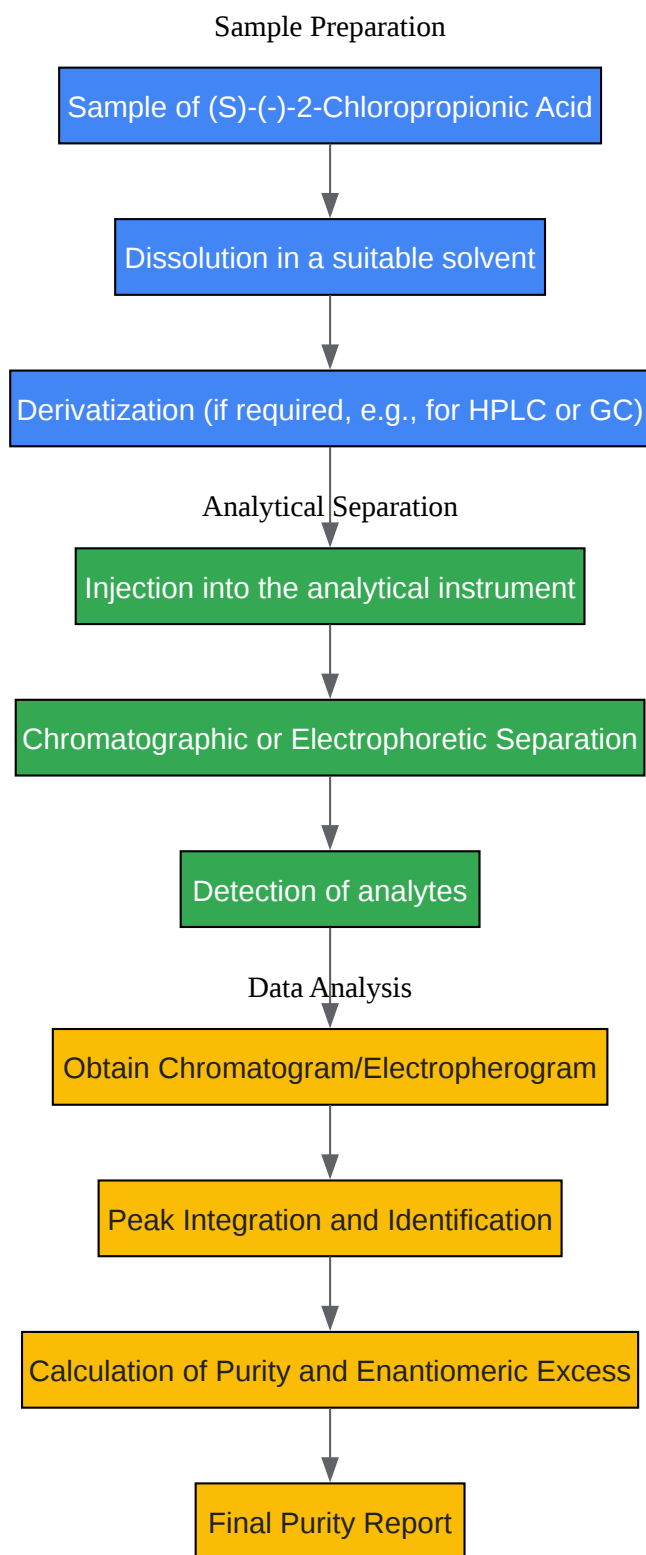 Sample Preparation
Sample of (S)-(-)-2-Chloropropionic Acid
Dissolution in a suitable solvent
Derivatization (if required, e.g., for HPLC or GC)
Analytical Separation
Injection into the analytical instrument
Chromatographic or Electrophoretic Separation
Detection of analytes
Data Analysis
Obtain Chromatogram/Electropherogram
Peak Integration and Identification
Calculation of Purity and Enantiomeric Excess
Final Purity Report